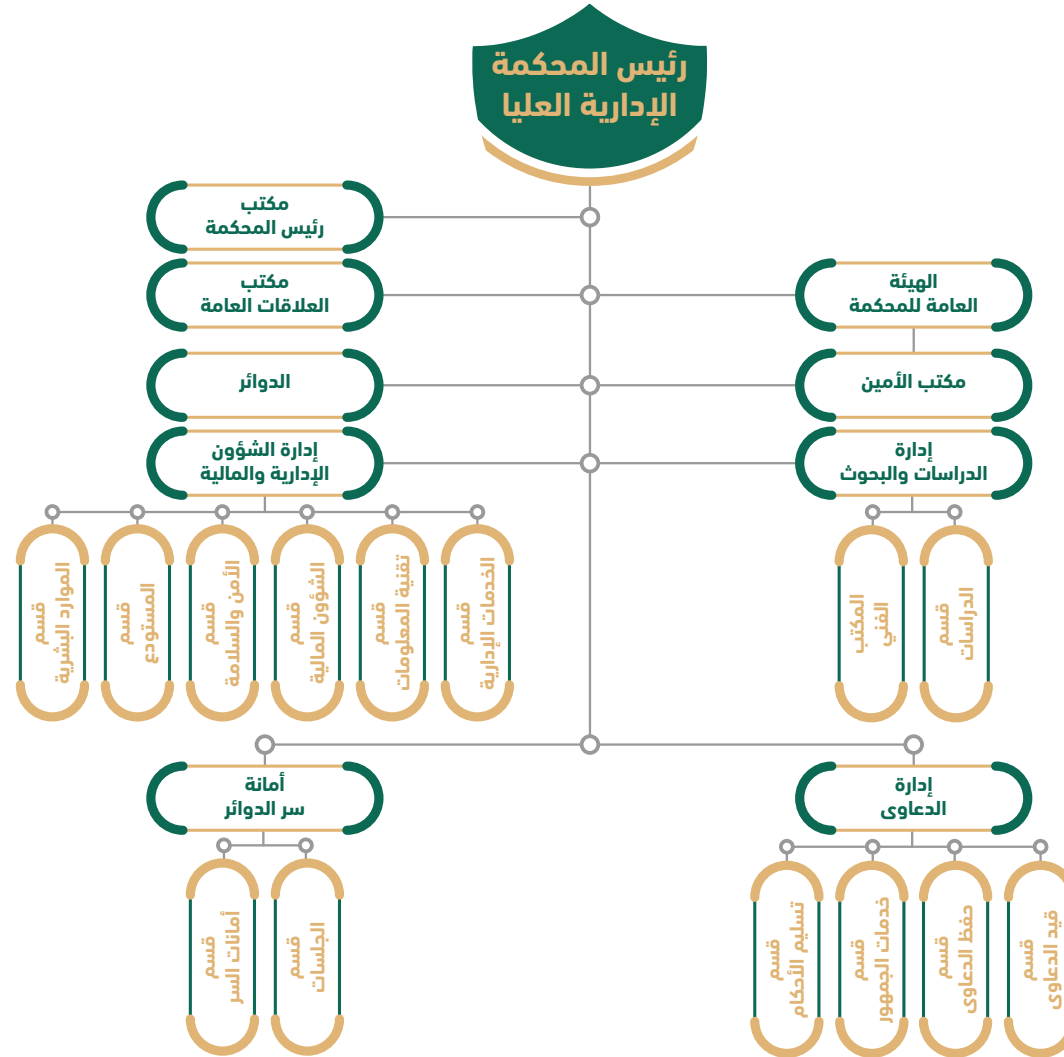 رئيس المحكمة
الإدارية العليا
مكتب
رئيس المحكمة
الهيئة
العامة للمحكمة
مكتب
العلاقات العامة
مكتب الأمين
الدوائر
إدارة
الدراسات والبحوث
إدارة الشؤون
الإدارية والمالية
قسم
الدراسات
المكتب
الفني
قسم
الخدمات الإدارية
قسم
تقنية المعلومات
قسم
الشؤون المالية
قسم
الأمن والسلامة
قسم
المستودع
قسم
الموارد البشرية
إدارة
الدعاوى
أمانة
سر الدوائر
قسم
قيد الدعاوى
قسم
حفظ الدعاوى
قسم
خدمات الجمهور
قسم
تسليم الأحكام
قسم
الجلسات
قسم
أمانات السر